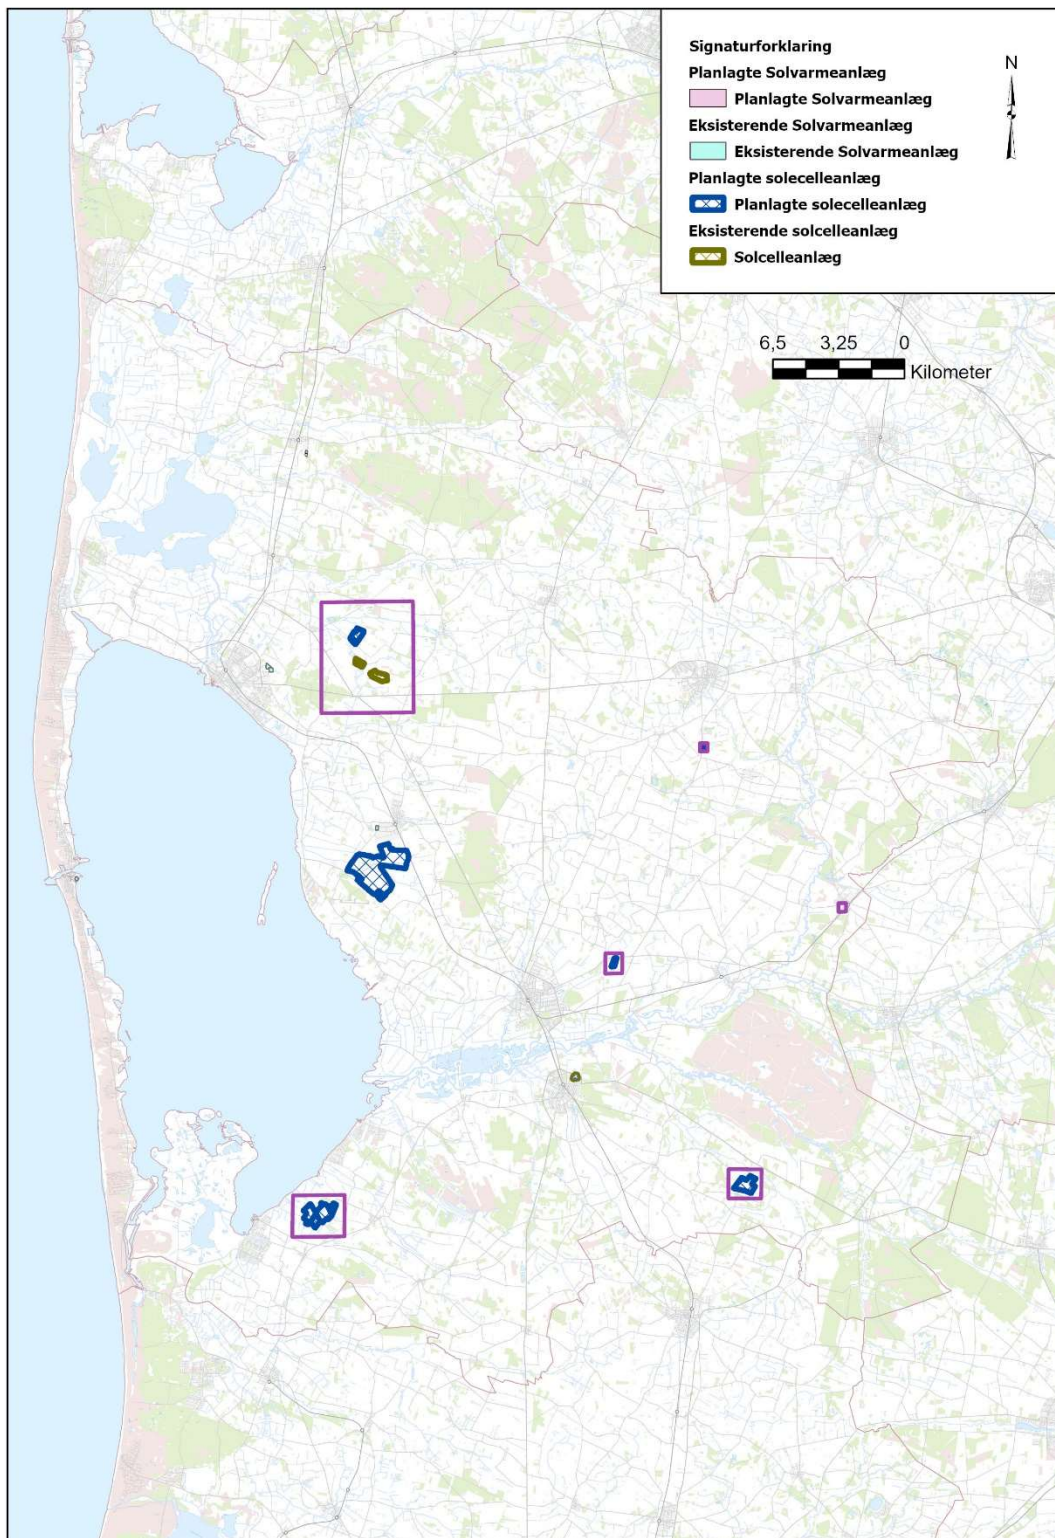 Signaturforklaring
Planlagte Solvarmeanlæg
Planlagte Solvarmeanlæg
Eksisterende Solvarmeanlæg
Eksisterende Solvarmeanlæg
Planlagte solecelleanlæg
Planlagte solecelleanlæg
Eksisterende solcelleanlæg
Solcelleanlæg
N
6,5 3,25 0
Kilometer